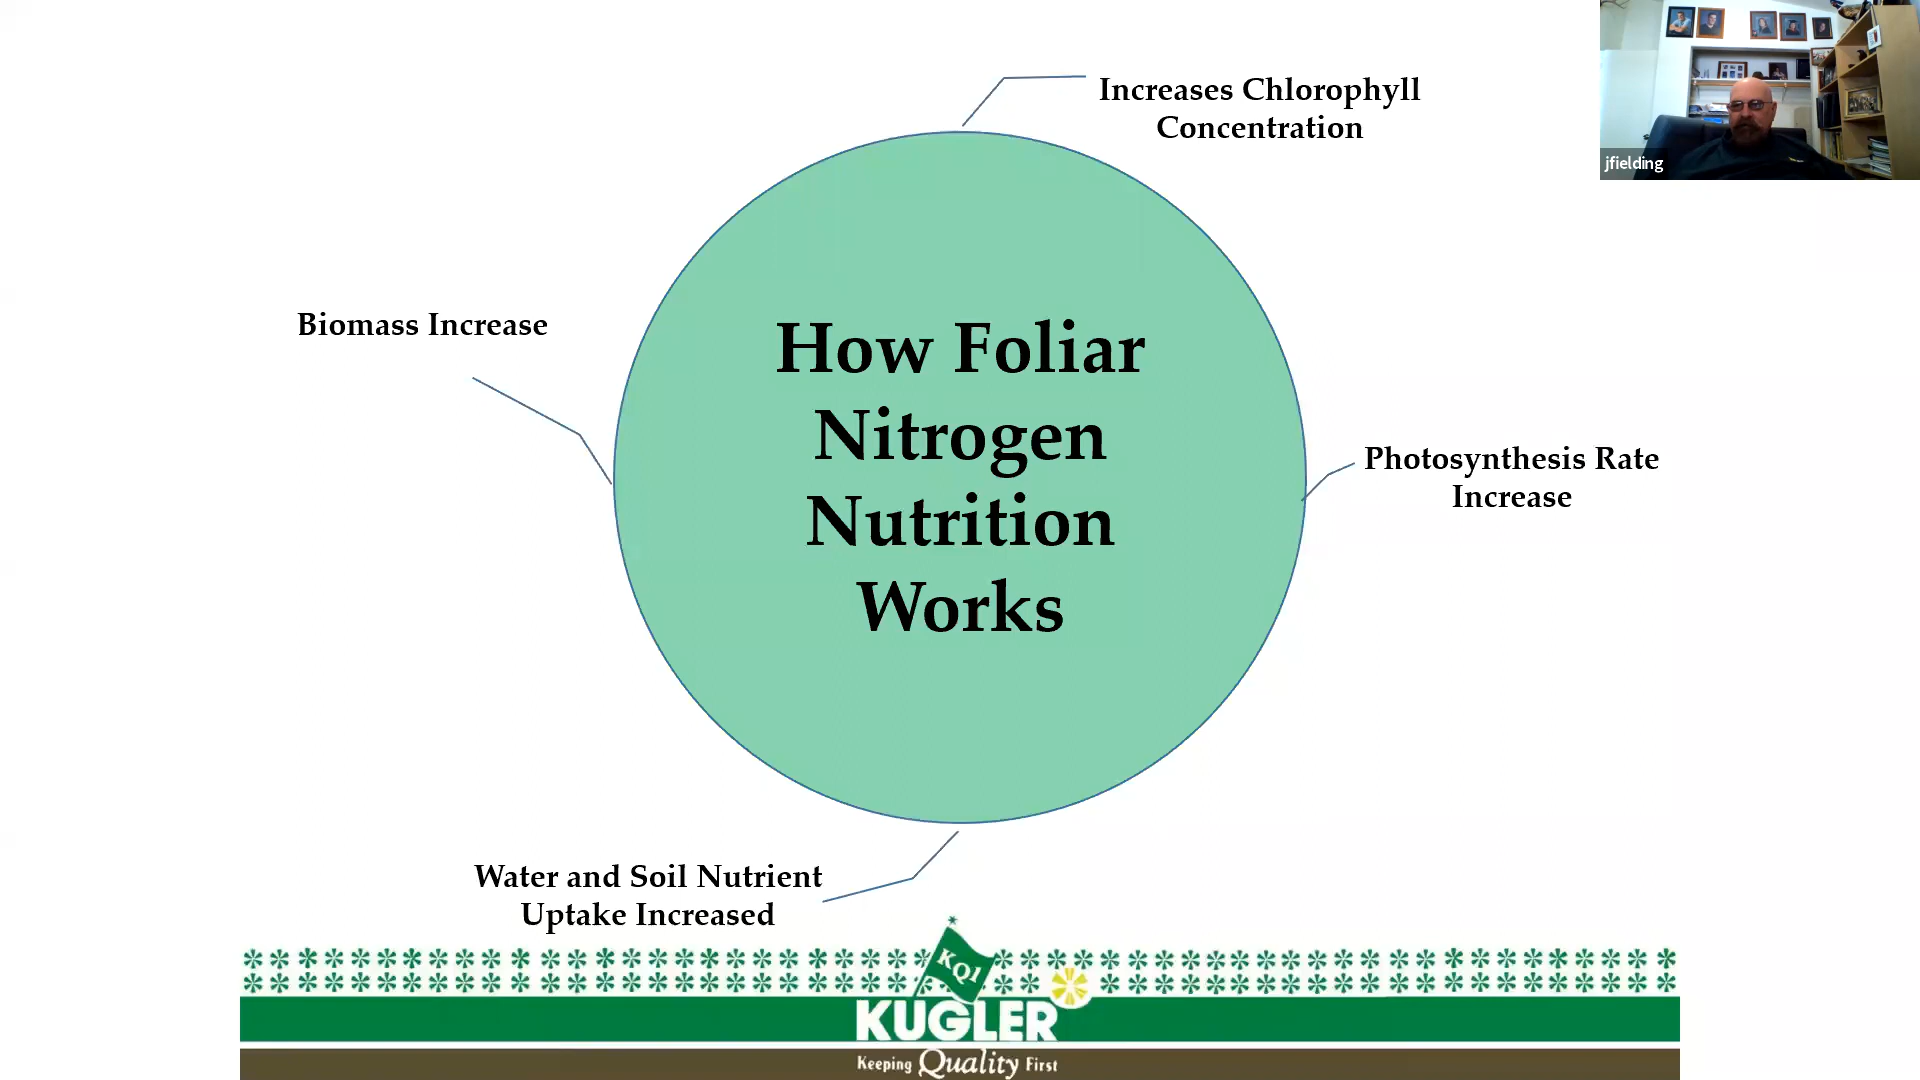 Increases Chlorophyll
Concentration
jfielding
Biomass Increase
How Foliar
Nitrogen
Nutrition
Works
Photosynthesis Rate
Increase
Water and Soil Nutrient
Uptake Increased
KQ1
KUGLER
Keeping Quality First